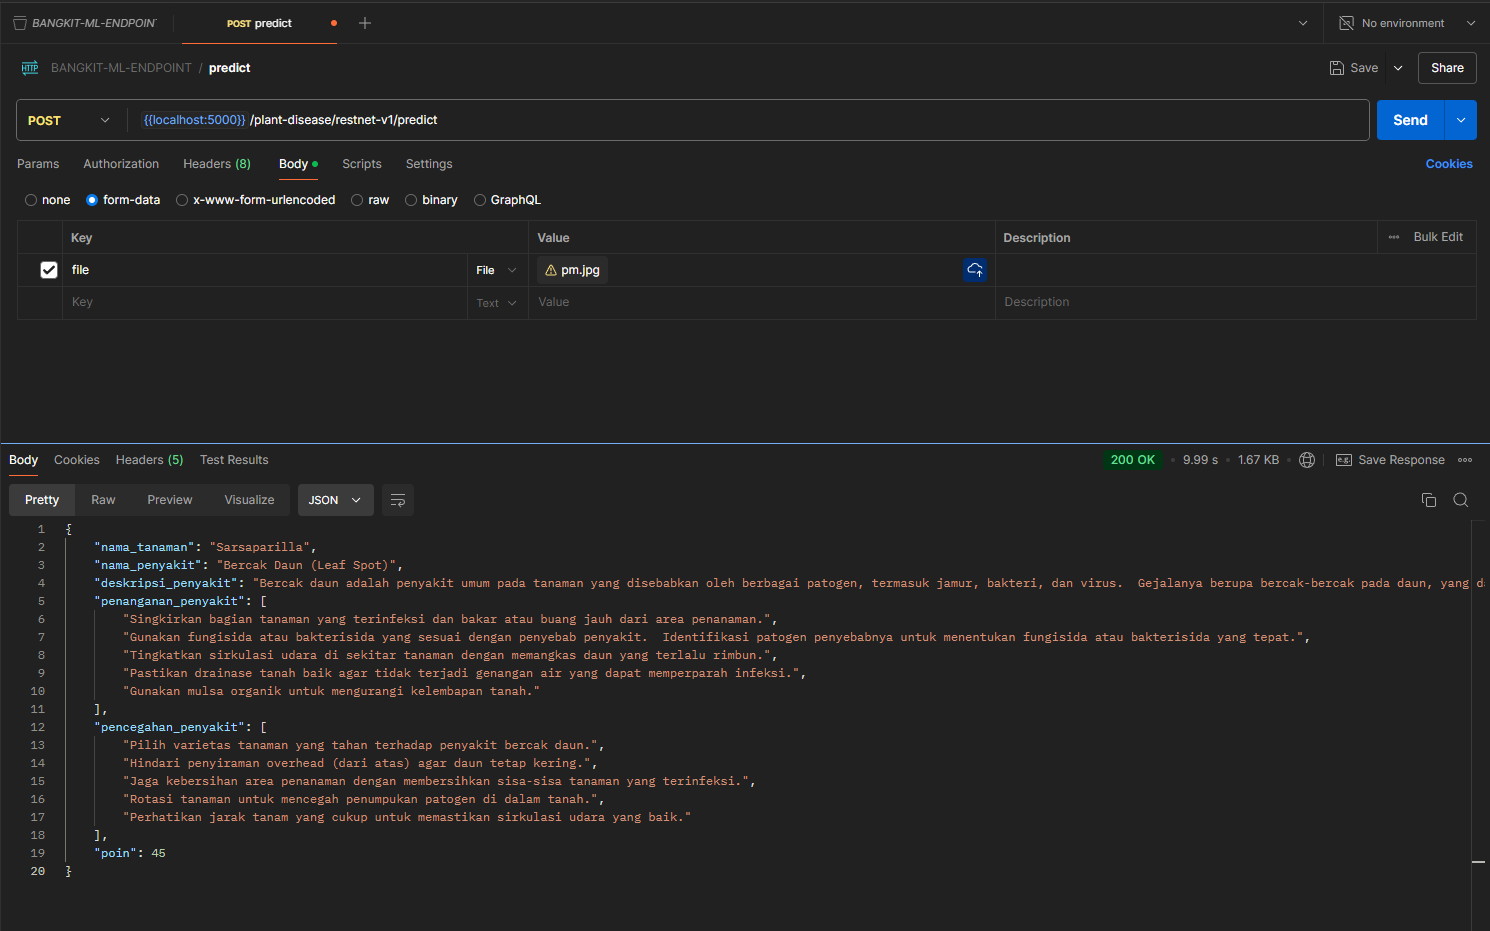 BANGKIT-ML-ENDPOIN
POST predict
No environment
HTTP BANGKIT-ML-ENDPOINT / predict
Save
Share
POST
{{localhost:5000}} /plant-disease/restnet-v1/predict
Send
Params Authorization Headers (8) Body Scripts Settings
Cookies
none form-data x-www-form-urlencoded raw binary GraphQL
Key Value Description
Bulk Edit
file File pm.jpg
Key Text Value Description
Body Cookies Headers (5) Test Results
200 OK 9.99 s 1.67 KB
e.g. Save Response
Pretty Raw Preview Visualize JSON
1 {
2 "nama_tanaman": "Sarsaparilla",
3 "nama_penyakit": "Bercak Daun (Leaf Spot)",
4 "deskripsi_penyakit": "Bercak daun adalah penyakit umum pada tanaman yang disebabkan oleh berbagai patogen, termasuk jamur, bakteri, dan virus.  Gejalanya berupa bercak-bercak pada daun, yang
5 "penanganan_penyakit": [
6 "Singkirkan bagian tanaman yang terinfeksi dan bakar atau buang jauh dari area penanaman.",
7 "Gunakan fungisida atau bakterisida yang sesuai dengan penyebab penyakit.  Identifikasi patogen penyebabnya untuk menentukan fungisida atau bakterisida yang tepat.",
8 "Tingkatkan sirkulasi udara di sekitar tanaman dengan memangkas daun yang terlalu rimbun.",
9 "Pastikan drainase tanah baik agar tidak terjadi genangan air yang dapat memperparah infeksi.",
10 "Gunakan mulsa organik untuk mengurangi kelembapan tanah."
11 ],
12 "pencegahan_penyakit": [
13 "Pilih varietas tanaman yang tahan terhadap penyakit bercak daun.",
14 "Hindari penyiraman overhead (dari atas) agar daun tetap kering.",
15 "Jaga kebersihan area penanaman dengan membersihkan sisa-sisa tanaman yang terinfeksi.",
16 "Rotasi tanaman untuk mencegah penumpukan patogen di dalam tanah.",
17 "Perhatikan jarak tanam yang cukup untuk memastikan sirkulasi udara yang baik."
18 ],
19 "poin": 45
20 }